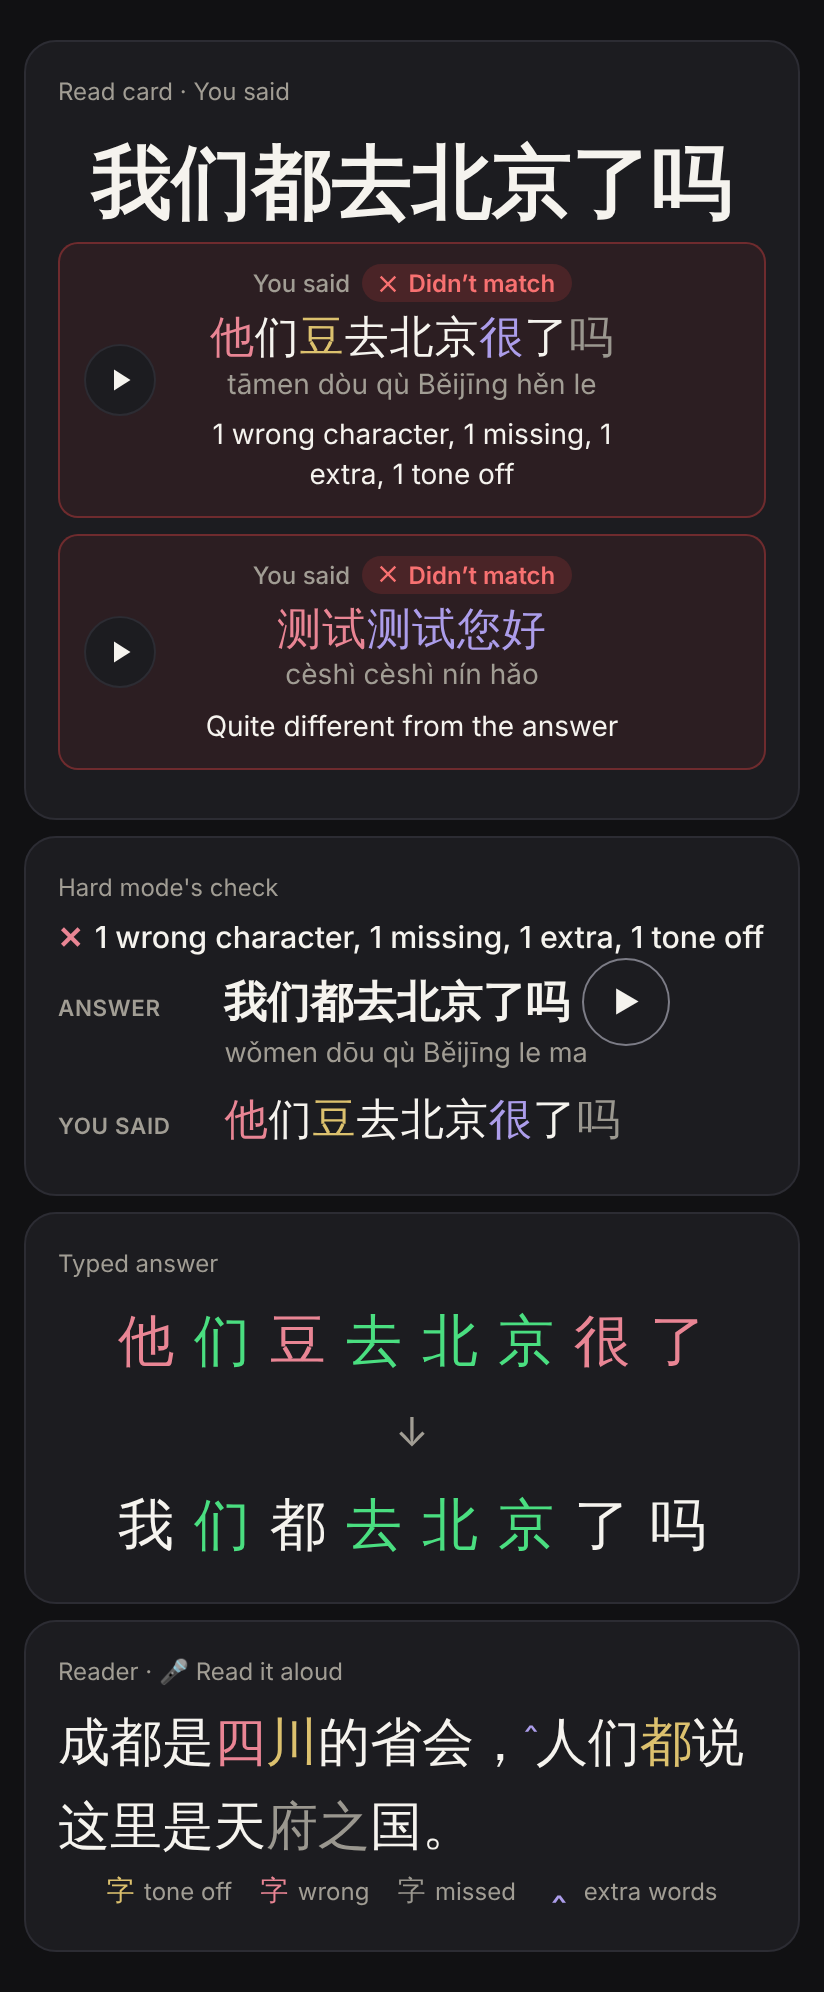 Read card · You said
我们都去北京了吗
You said × Didn’t match
他们豆去北京很了吗
tāmen dòu qù Běijīng hěn le
1 wrong character, 1 missing, 1
extra, 1 tone off
You said × Didn’t match
测试测试您好
cèshì cèshì nín hǎo
Quite different from the answer
Hard mode's check
× 1 wrong character, 1 missing, 1 extra, 1 tone off
ANSWER 我们都去北京了吗
wǒmen dōu qù Běijīng le ma
YOU SAID 他们豆去北京很了吗
Typed answer
他 们 豆 去 北 京 很 了
↓
我 们 都 去 北 京 了 吗
Reader · 🎤 Read it aloud
成都是四川的省会，‸人们都说
这里是天府之国。
字 tone off 字 wrong 字 missed ‸ extra words